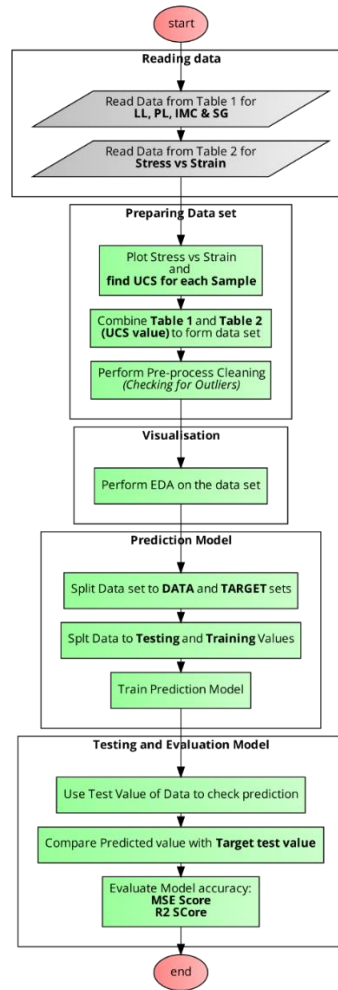 start
Reading data
Read Data from Table 1 for
LL, PL, IMC & SG
Read Data from Table 2 for
Stress vs Strain
Preparing Data set
Plot Stress vs Strain
and
find UCS for each Sample
Combine Table 1 and Table 2
(UCS value) to form data set
Perform Pre-process Cleaning
(Checking for Outliers)
Visualisation
Perform EDA on the data set
Prediction Model
Split Data set to DATA and TARGET sets
Splt Data to Testing and Training Values
Train Prediction Model
Testing and Evaluation Model
Use Test Value of Data to check prediction
Compare Predicted value with Target test value
Evaluate Model accuracy:
MSE Score
R2 SCore
end